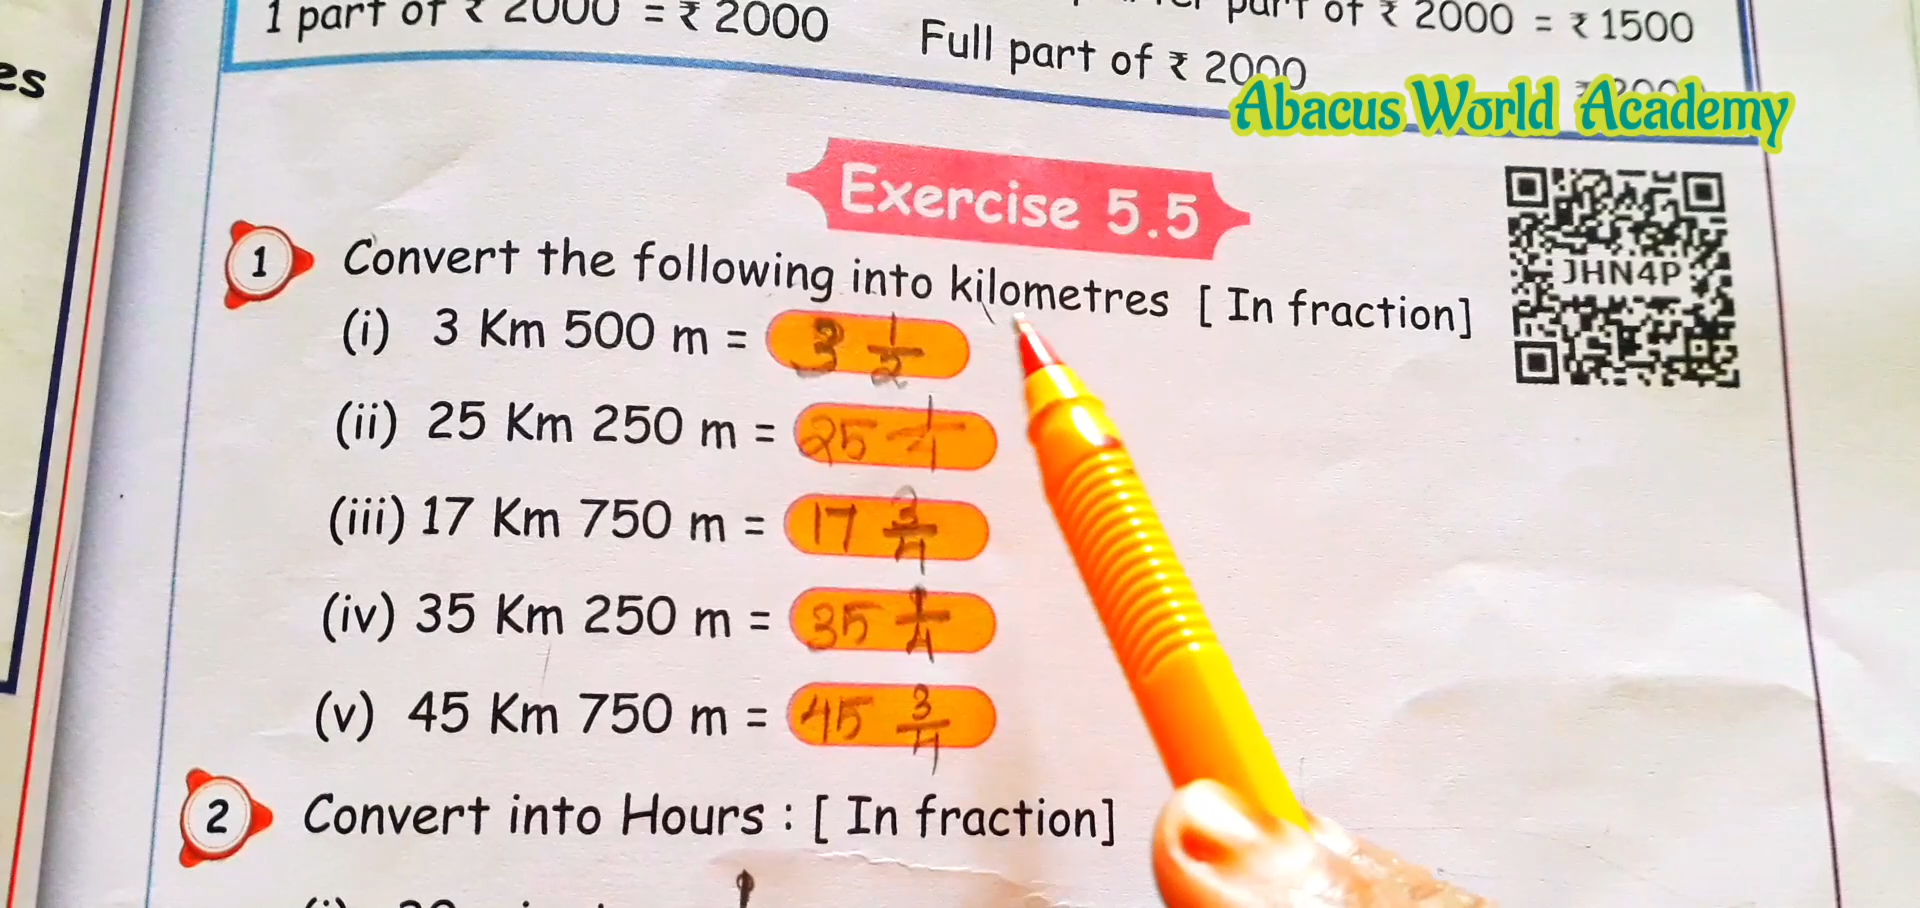 1 part of ₹ 2000 = ₹ 2000
part of ₹ 2000 = ₹ 1500
Full part of ₹ 2000
es
Abacus World Academy
Exercise 5.5
JHN4P
1 Convert the following into kilometres [ In fraction]
(i) 3 Km 500 m = 3 1/2
(ii) 25 Km 250 m = 25 1/4
(iii) 17 Km 750 m = 17 3/4
(iv) 35 Km 250 m = 35 1/4
(v) 45 Km 750 m = 45 3/4
2 Convert into Hours : [ In fraction]